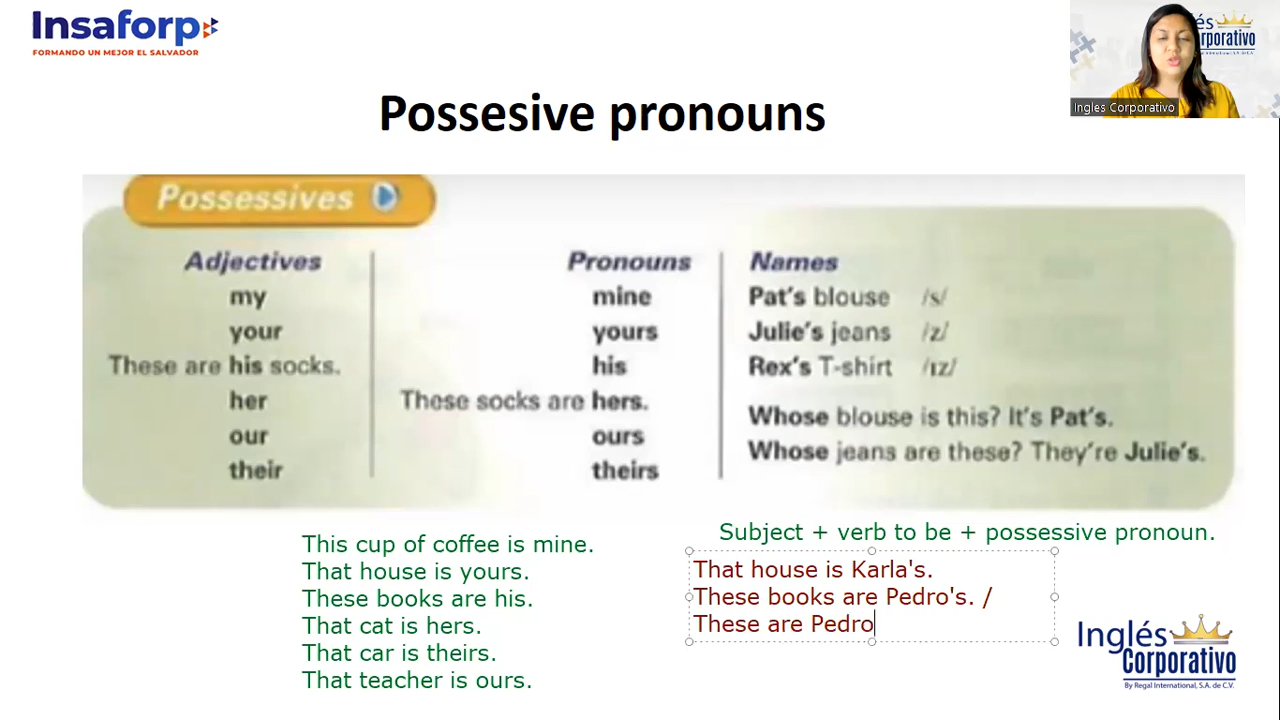 Insaforp
FORMANDO UN MEJOR EL SALVADOR
Inglés Corporativo
Possesive pronouns
Possessives
Adjectives
my
your
These are his socks.
her
our
their
Pronouns
mine
yours
his
These socks are hers.
ours
theirs
Names
Pat's blouse /s/
Julie's jeans /z/
Rex's T-shirt /ɪz/
Whose blouse is this? It's Pat's.
Whose jeans are these? They're Julie's.
This cup of coffee is mine.
That house is yours.
These books are his.
That cat is hers.
That car is theirs.
That teacher is ours.
Subject + verb to be + possessive pronoun.
That house is Karla's.
These books are Pedro's. /
These are Pedro
Inglés
Corporativo
By Regal International, S.A. de C.V.